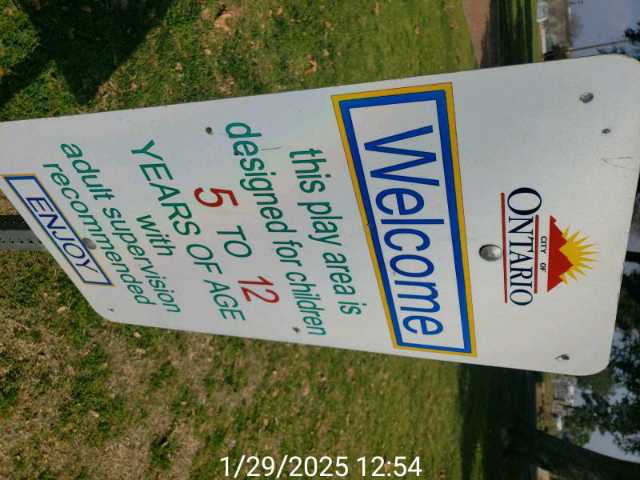 CITY OF
ONTARIO
Welcome
this play area is
designed for children
5 TO 12
YEARS OF AGE
with
adult supervision
recommended
ENJOY
1/29/2025 12:54